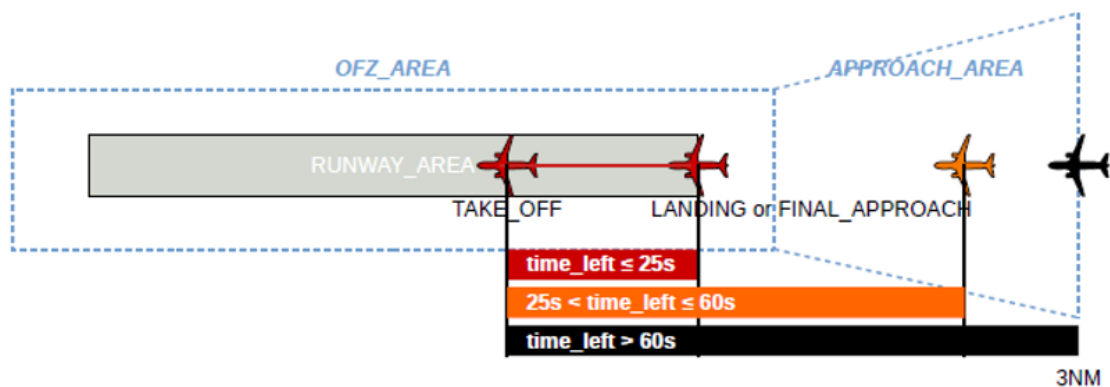 OFZ_AREA
APPROACH_AREA
RUNWAY_AREA
TAKE_OFF
LANDING or FINAL_APPROACH
time_left ≤ 25s
25s < time_left ≤ 60s
time_left > 60s
3NM